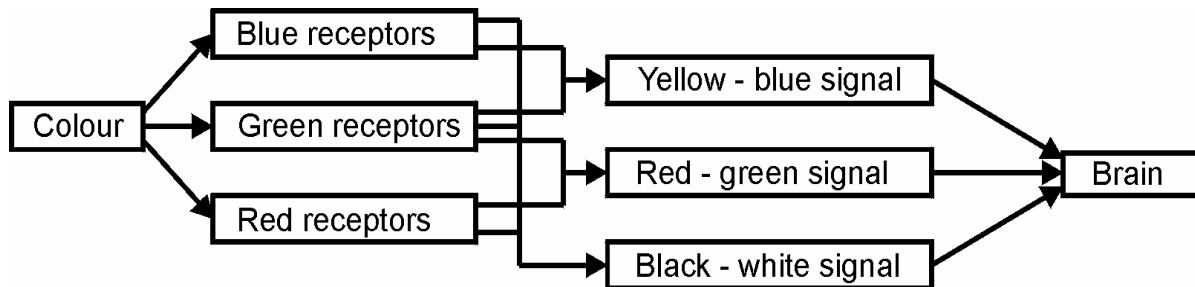 Colour
Blue receptors
Green receptors
Red receptors
Yellow - blue signal
Red - green signal
Black - white signal
Brain